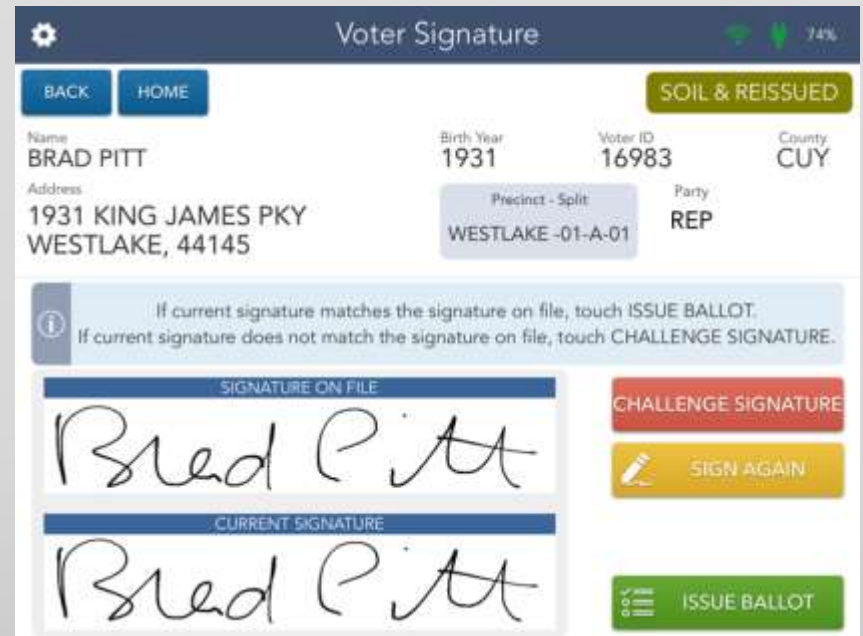 Voter Signature
74%
BACK
HOME
SOIL & REISSUED
Name
BRAD PITT
Birth Year
1931
Voter ID
16983
County
CUY
Address
1931 KING JAMES PKY
WESTLAKE, 44145
Precinct - Split
WESTLAKE -01-A-01
Party
REP
If current signature matches the signature on file, touch ISSUE BALLOT.
If current signature does not match the signature on file, touch CHALLENGE SIGNATURE.
SIGNATURE ON FILE
Brad Pitt
CURRENT SIGNATURE
Brad Pitt
CHALLENGE SIGNATURE
SIGN AGAIN
ISSUE BALLOT